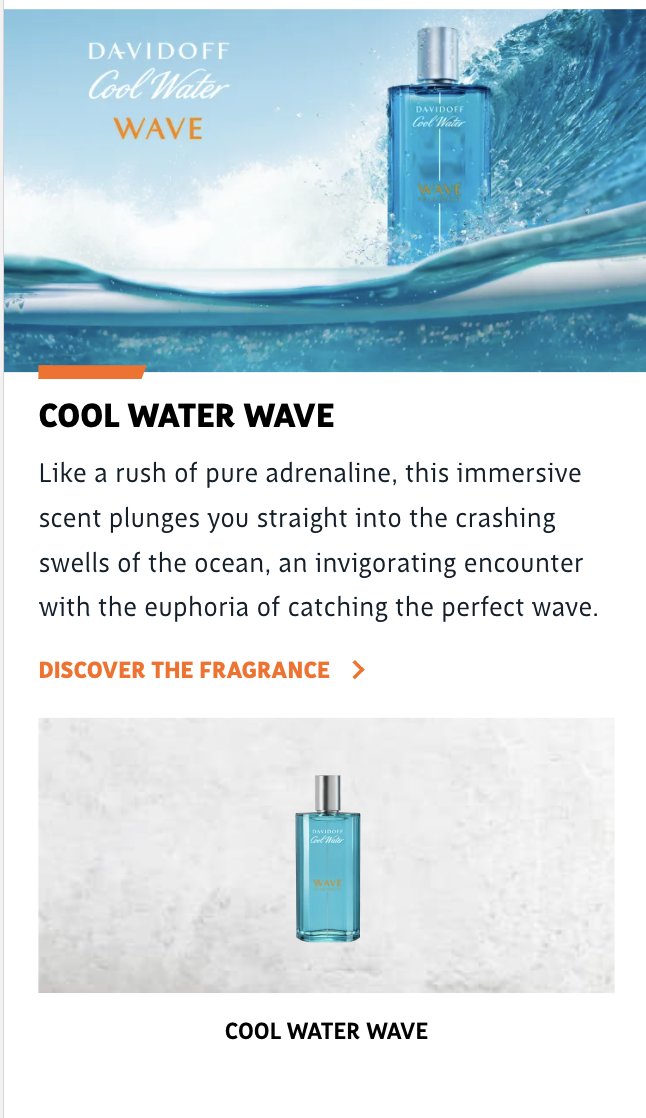 DAVIDOFF
Cool Water
WAVE
DAVIDOFF
Cool Water
WAVE
COOL WATER WAVE
Like a rush of pure adrenaline, this immersive
scent plunges you straight into the crashing
swells of the ocean, an invigorating encounter
with the euphoria of catching the perfect wave.
DISCOVER THE FRAGRANCE
DAVIDOFF
Cool Water
WAVE
COOL WATER WAVE